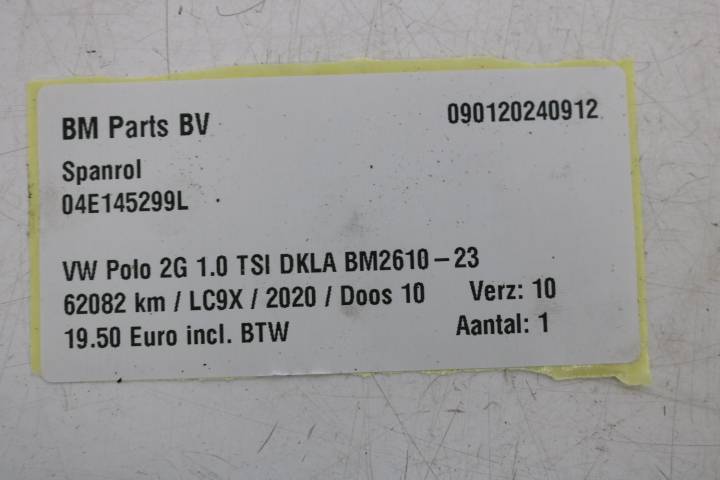 BM Parts BV 090120240912
Spanrol
04E145299L
VW Polo 2G 1.0 TSI DKLA BM2610-23
62082 km / LC9X / 2020 / Doos 10 Verz: 10
19.50 Euro incl. BTW Aantal: 1